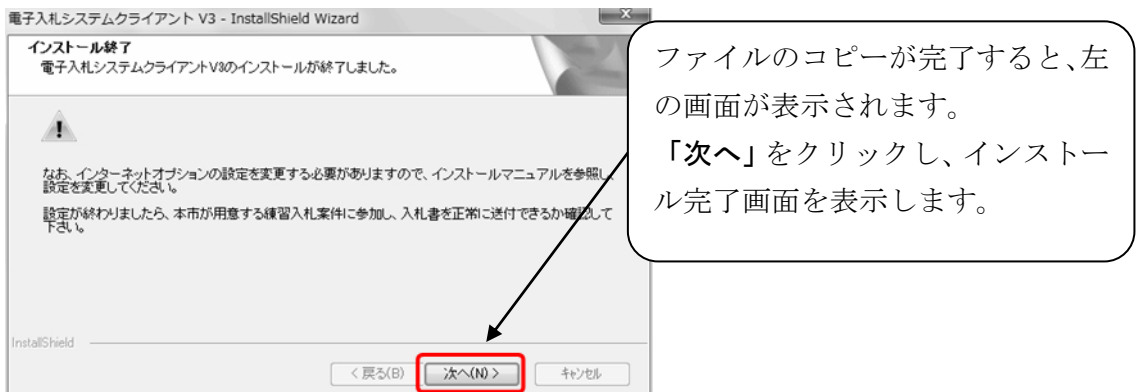 電子入札システムクライアント V3 - InstallShield Wizard
インストール終了
電子入札システムクライアントV3のインストールが終了しました。
なお、インターネットオプションの設定を変更する必要がありますので、インストールマニュアルを参照し、
設定を変更してください。
設定が終わりましたら、本市が用意する練習入札案件に参加し、入札書を正常に送付できるか確認して
下さい。
InstallShield
< 戻る(B)
次へ(N) >
キャンセル
ファイルのコピーが完了すると、左
の画面が表示されます。
「次へ」をクリックし、インストー
ル完了画面を表示します。